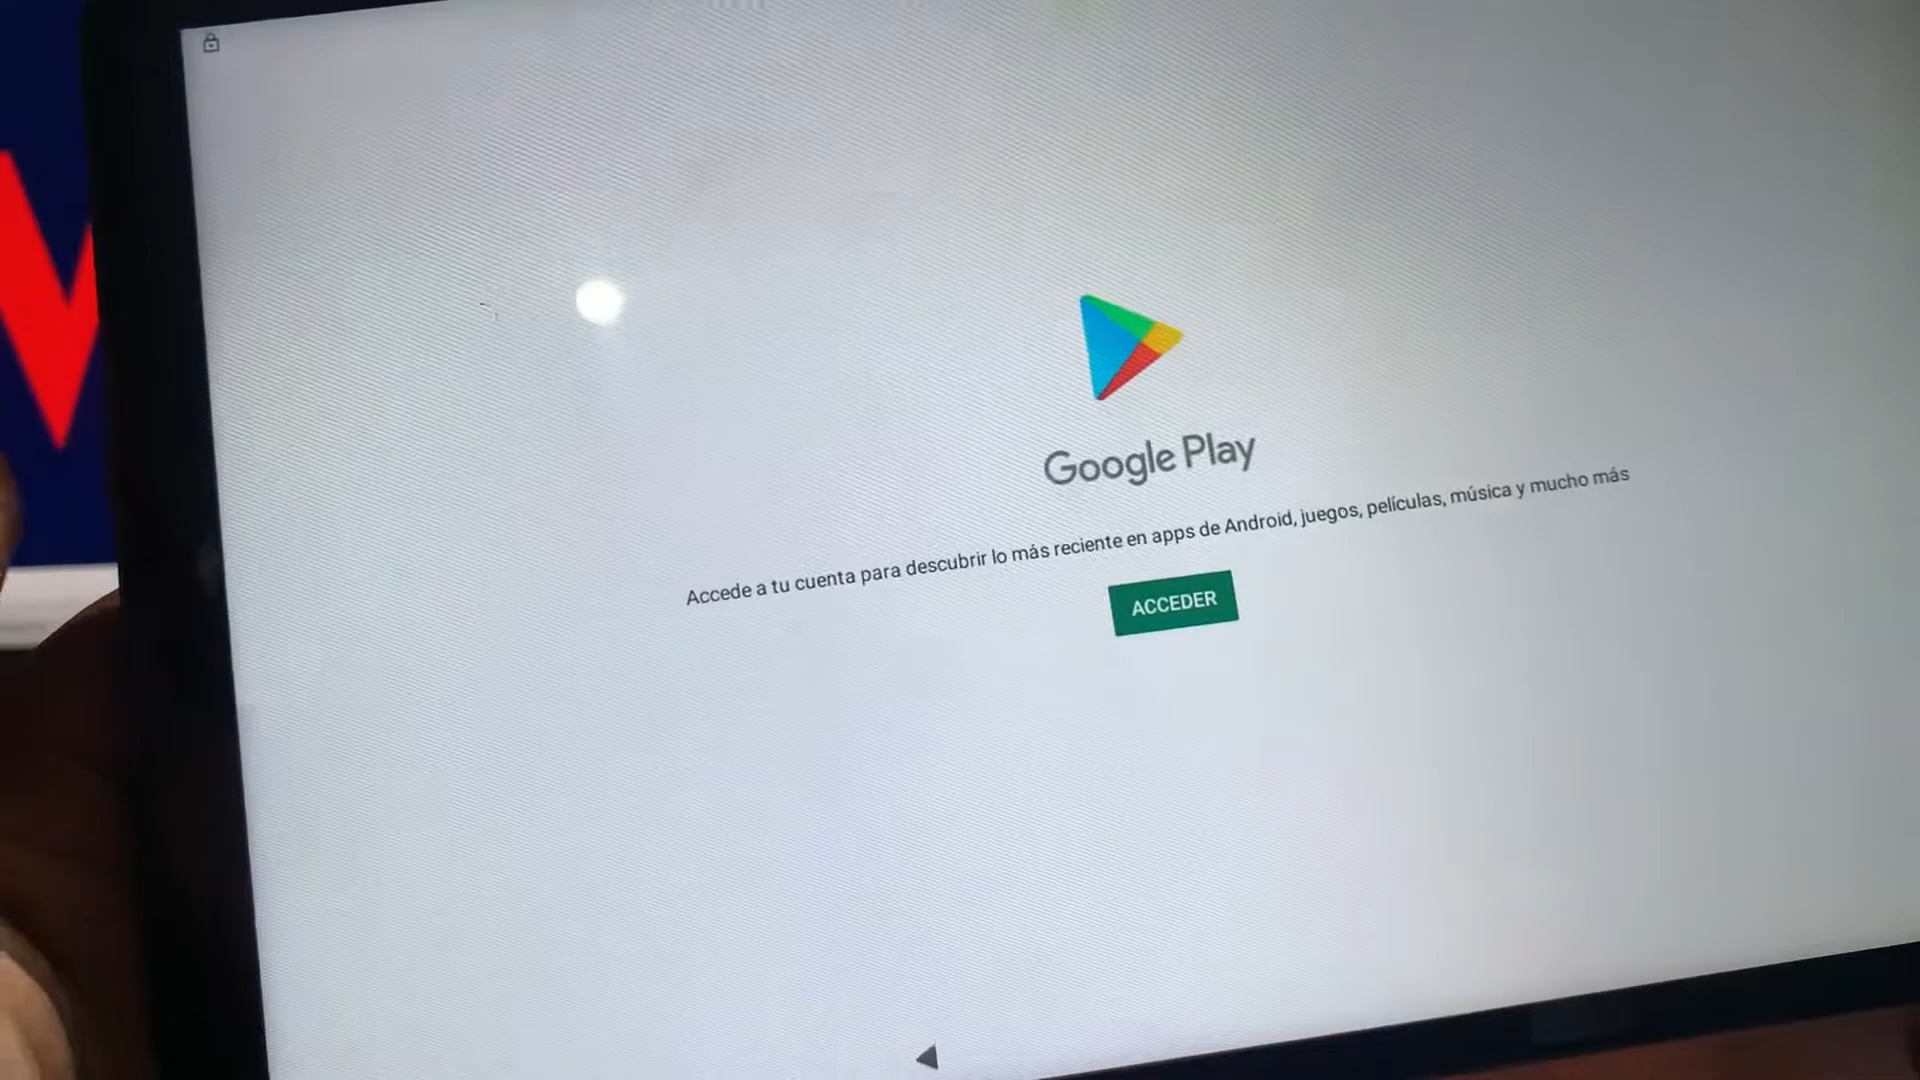 Google Play
Accede a tu cuenta para descubrir lo más reciente en apps de Android, juegos, películas, música y mucho más
ACCEDER